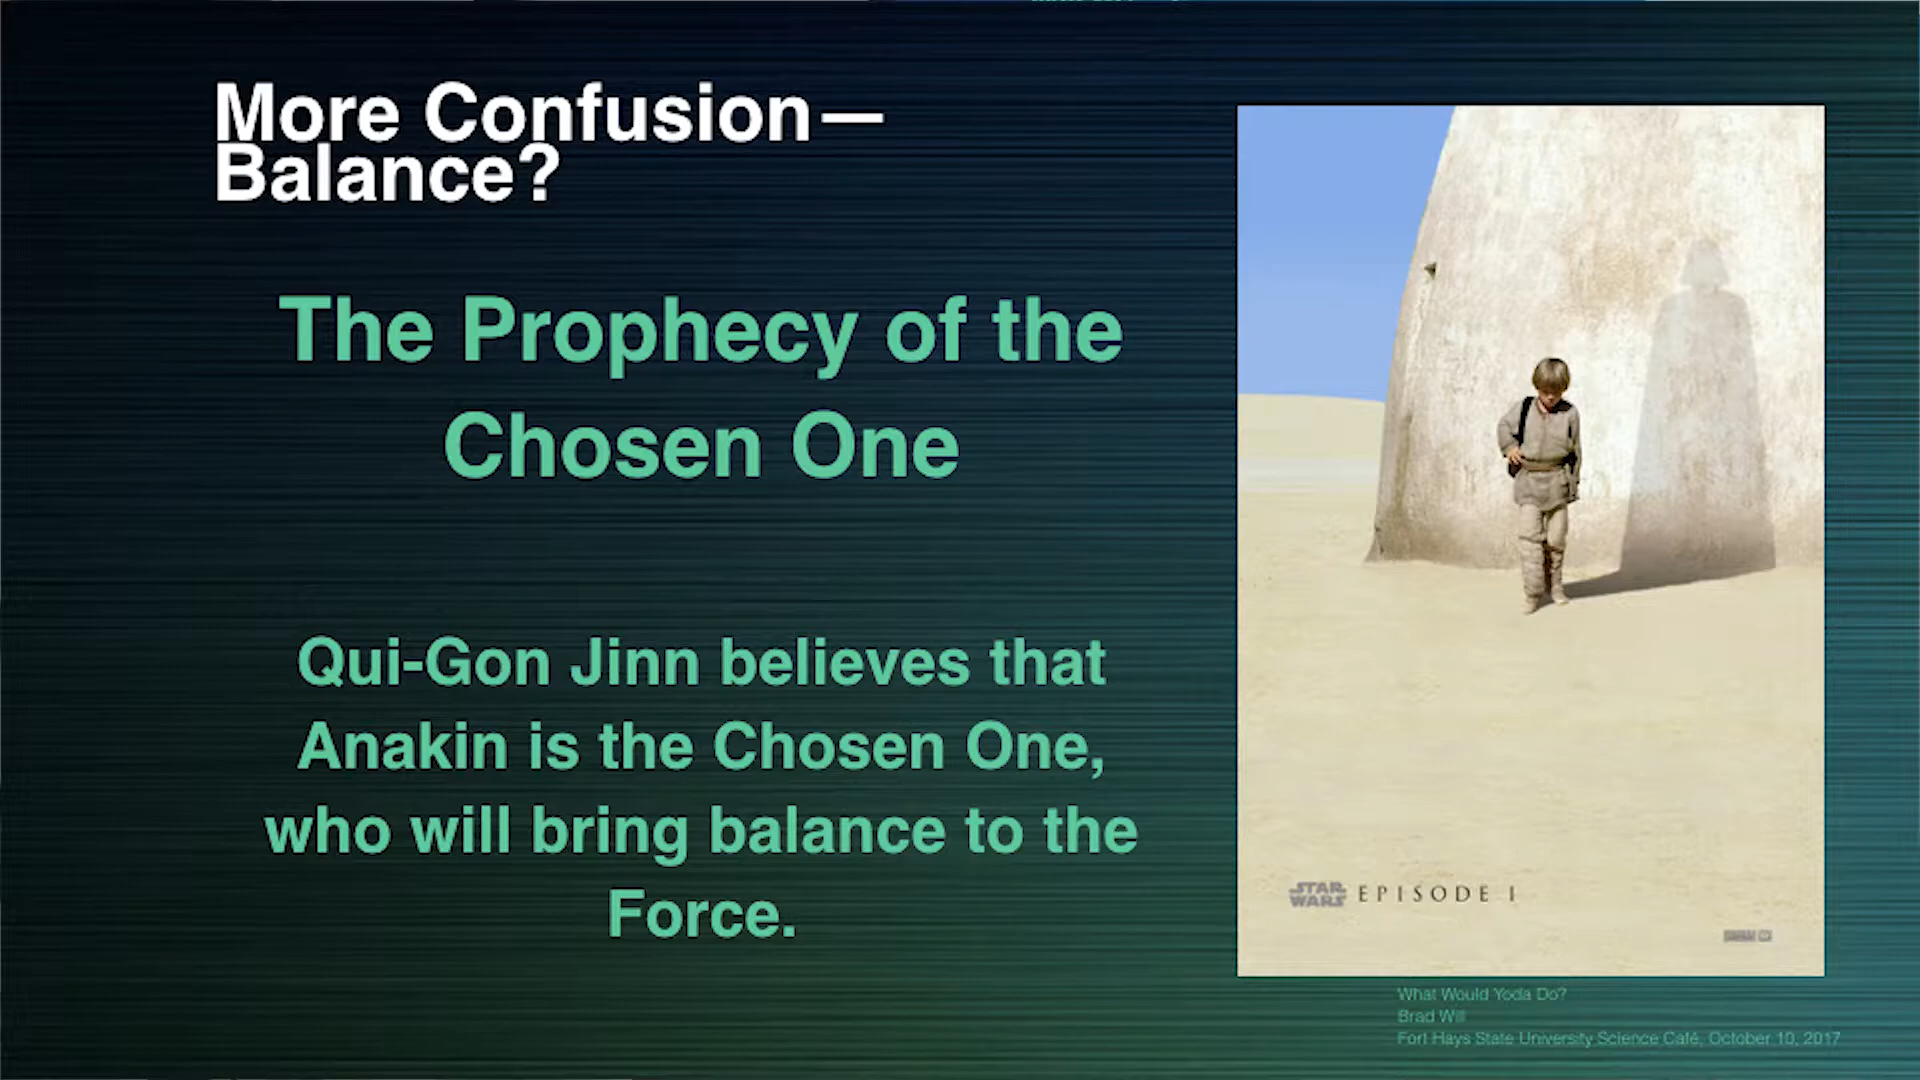 More Confusion—
Balance?
The Prophecy of the
Chosen One
Qui-Gon Jinn believes that
Anakin is the Chosen One,
who will bring balance to the
Force.
STAR
WARS EPISODE I
What Would Yoda Do?
Brad Will
Fort Hays State University Science Café, October 10, 2017